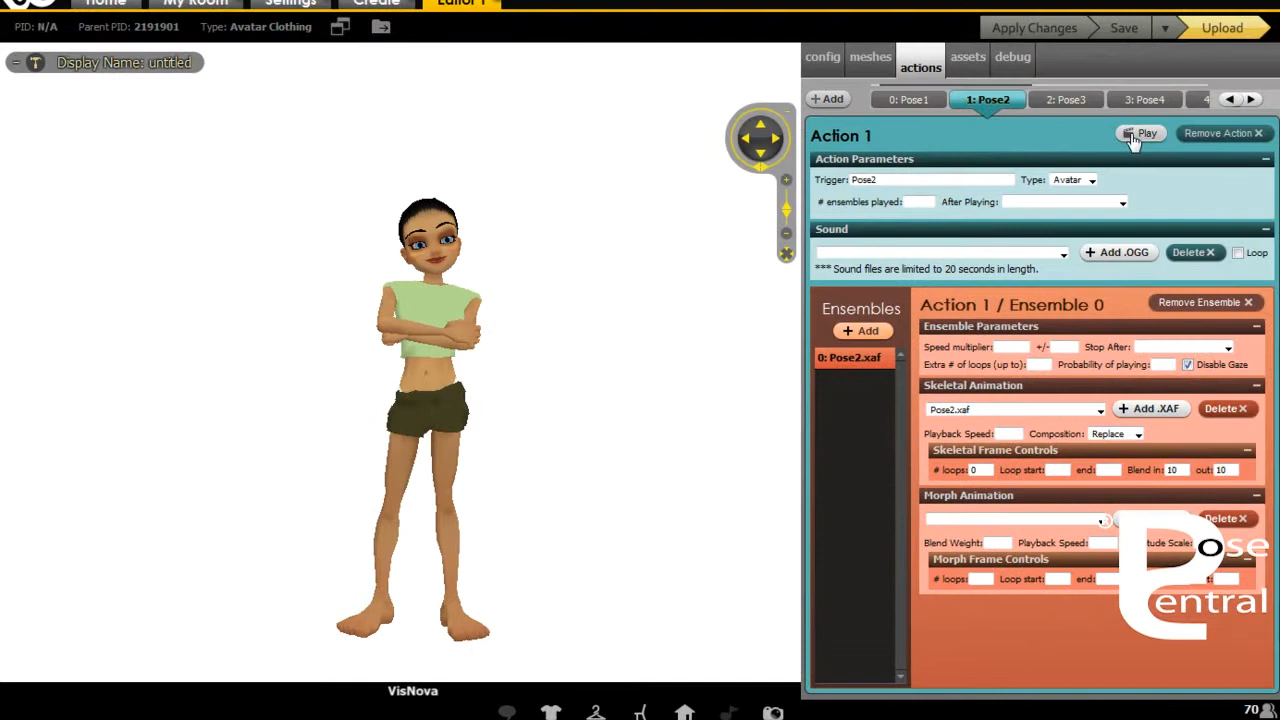 Home My Room Settings Create Editor 1
PID: N/A Parent PID: 2191901 Type: Avatar Clothing
Apply Changes Save Upload
Display Name: untitled
config meshes actions assets debug
+ Add 0: Pose1 1: Pose2 2: Pose3 3: Pose4 4
Action 1 Play Remove Action X
Action Parameters
Trigger: Pose2 Type: Avatar
# ensembles played: After Playing:
Sound
+ Add .OGG Delete X Loop
*** Sound files are limited to 20 seconds in length.
Ensembles
+ Add
0: Pose2.xaf
Action 1 / Ensemble 0 Remove Ensemble X
Ensemble Parameters
Speed multiplier: +/- Stop After:
Extra # of loops (up to): Probability of playing: Disable Gaze
Skeletal Animation
Pose2.xaf + Add .XAF Delete X
Playback Speed: Composition: Replace
Skeletal Frame Controls
# loops: 0 Loop start: end: Blend in: 10 out: 10
Morph Animation
Delete X
Blend Weight: Playback Speed:
Morph Frame Controls
# loops: Loop start: end:
Pose
Central
VisNova
70